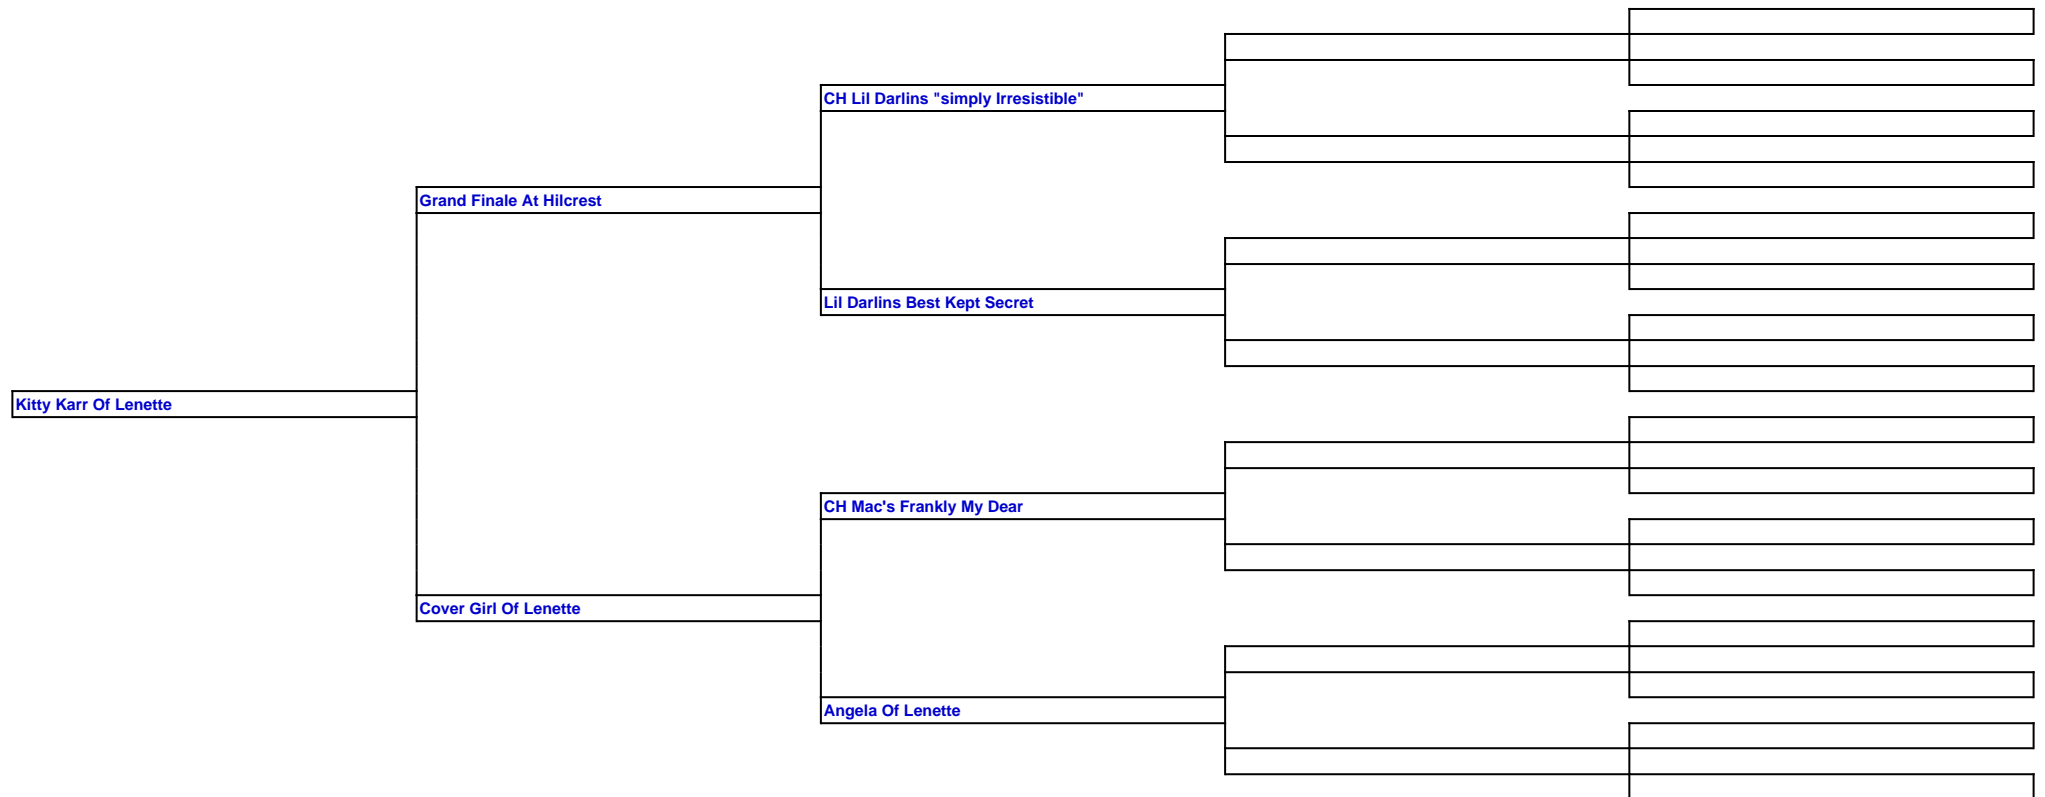 CH Lil Darlins "simply Irresistible"
Grand Finale At Hilcrest
Lil Darlins Best Kept Secret
Kitty Karr Of Lenette
CH Mac's Frankly My Dear
Cover Girl Of Lenette
Angela Of Lenette